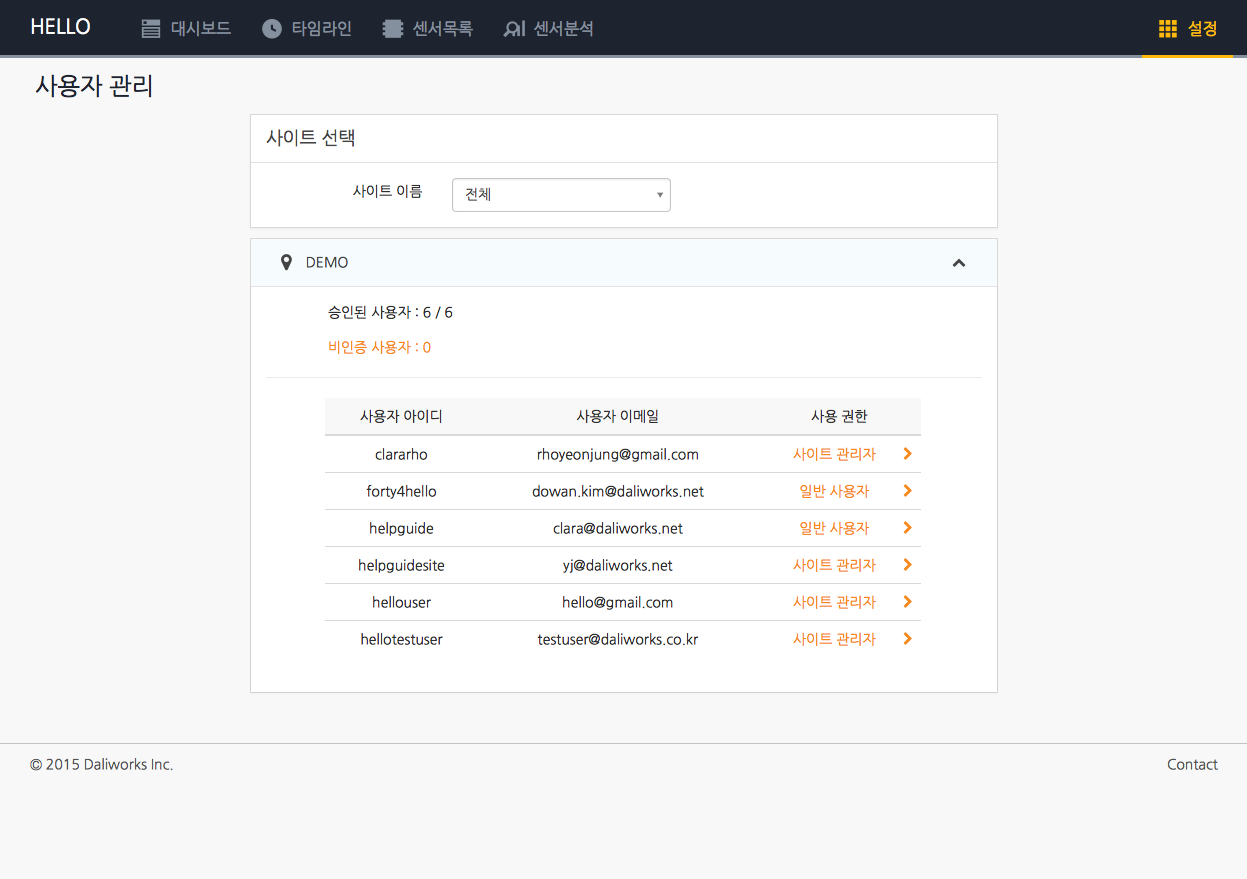 HELLO 대시보드 타임라인 센서목록 센서분석 설정
사용자 관리
사이트 선택
사이트 이름 전체
DEMO
승인된 사용자 : 6 / 6
비인증 사용자 : 0
사용자 아이디 사용자 이메일 사용 권한
clararho rhoyeonjung@gmail.com 사이트 관리자
forty4hello dowan.kim@daliworks.net 일반 사용자
helpguide clara@daliworks.net 일반 사용자
helpguidesite yj@daliworks.net 사이트 관리자
hellouser hello@gmail.com 사이트 관리자
hellotestuser testuser@daliworks.co.kr 사이트 관리자
© 2015 Daliworks Inc. Contact